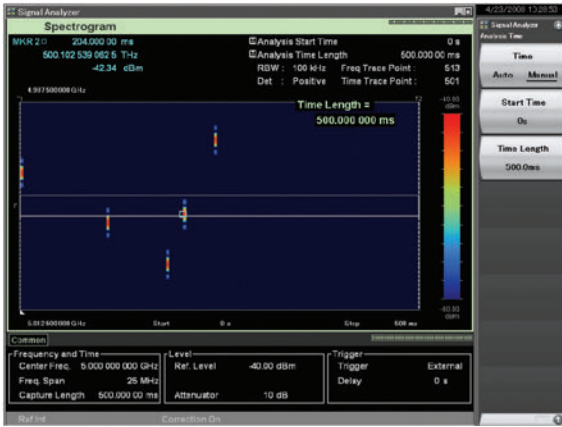 Signal Analyzer
4/23/2008 13:28:53
Spectrogram
Signal Analyzer
Analysis Time
MKR 2 204.000 00 ms
500.102 539 062 5 THz
-42.34 dBm
Analysis Start Time 0 s
Analysis Time Length 500.000 00 ms
RBW : 100 kHz Freq Trace Point : 513
Det : Positive Time Trace Point : 501
Time
Auto Manual
4.987500000 GHz
-40.00
dBm
Time Length =
500.000 000 ms
Start Time
0s
Time Length
500.0ms
dBm
5.012500000 GHz Start 0 s Stop 500 ms
Common
Frequency and Time
Center Freq. 5.000 000 000 GHz
Freq. Span 25 MHz
Capture Length 500.000 00 ms
Level
Ref. Level -40.00 dBm
Attenuator 10 dB
Trigger
Trigger External
Delay 0 s
Ref.Int Correction On